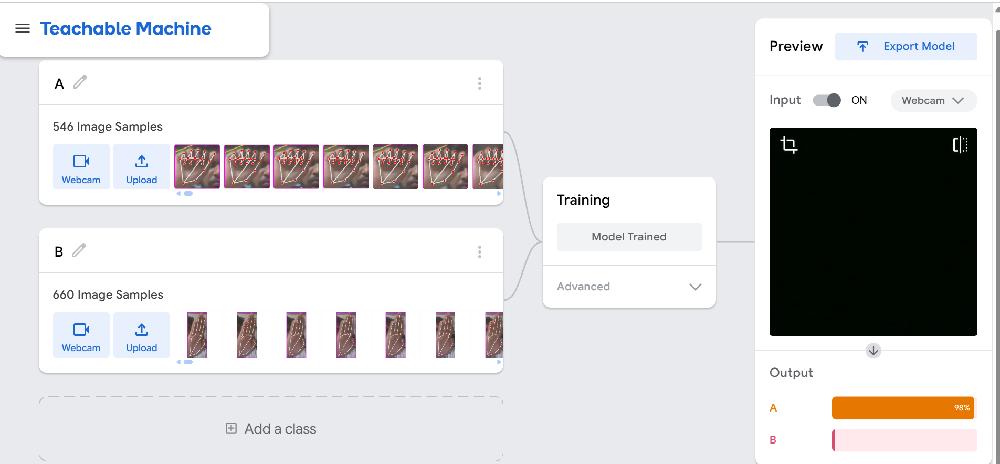 Teachable Machine
A
546 Image Samples
Webcam
Upload
B
660 Image Samples
Webcam
Upload
Add a class
Training
Model Trained
Advanced
Preview
Export Model
Input
ON
Webcam
Output
A
98%
B